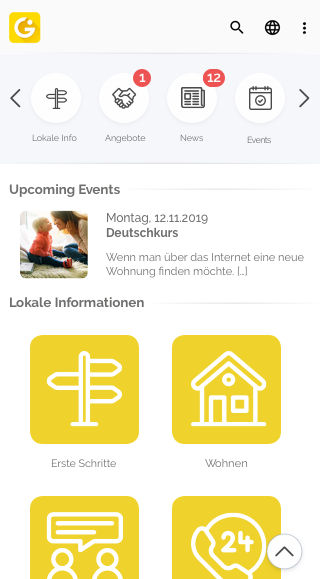 G
1
12
Lokale Info
Angebote
News
Events
Upcoming Events
Montag, 12.11.2019
Deutschkurs
Wenn man über das Internet eine neue
Wohnung finden möchte. [...]
Lokale Informationen
Erste Schritte
Wohnen
24